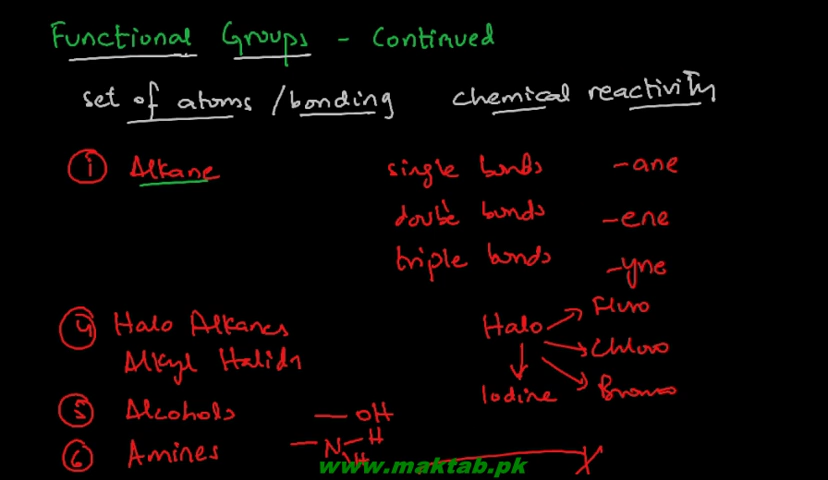 Functional Groups - Continued
set of atoms / bonding chemical reactivity
1 Alkane single bonds -ane
double bonds -ene
triple bonds -yne
4 Halo Alkanes Halo Fluro
Alkyl Halids Chloro
Iodine Bromo
5 Alcohols - OH
6 Amines - N - H
H
www.maktab.pk